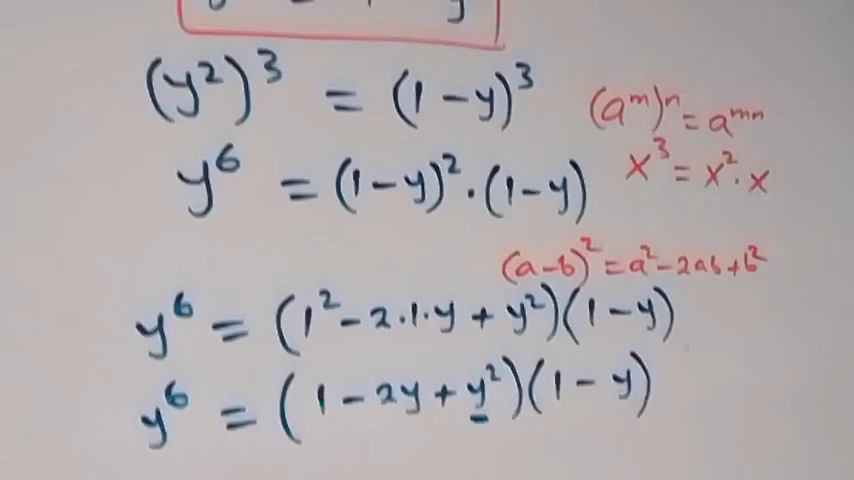 (y²)³ = (1 - y)³
(aᵐ)ⁿ = aᵐⁿ
y⁶ = (1 - y)² · (1 - y)
x³ = x² · x
(a - b)² = a² - 2ab + b²
y⁶ = (1² - 2·1·y + y²)(1 - y)
y⁶ = (1 - 2y + y²)(1 - y)